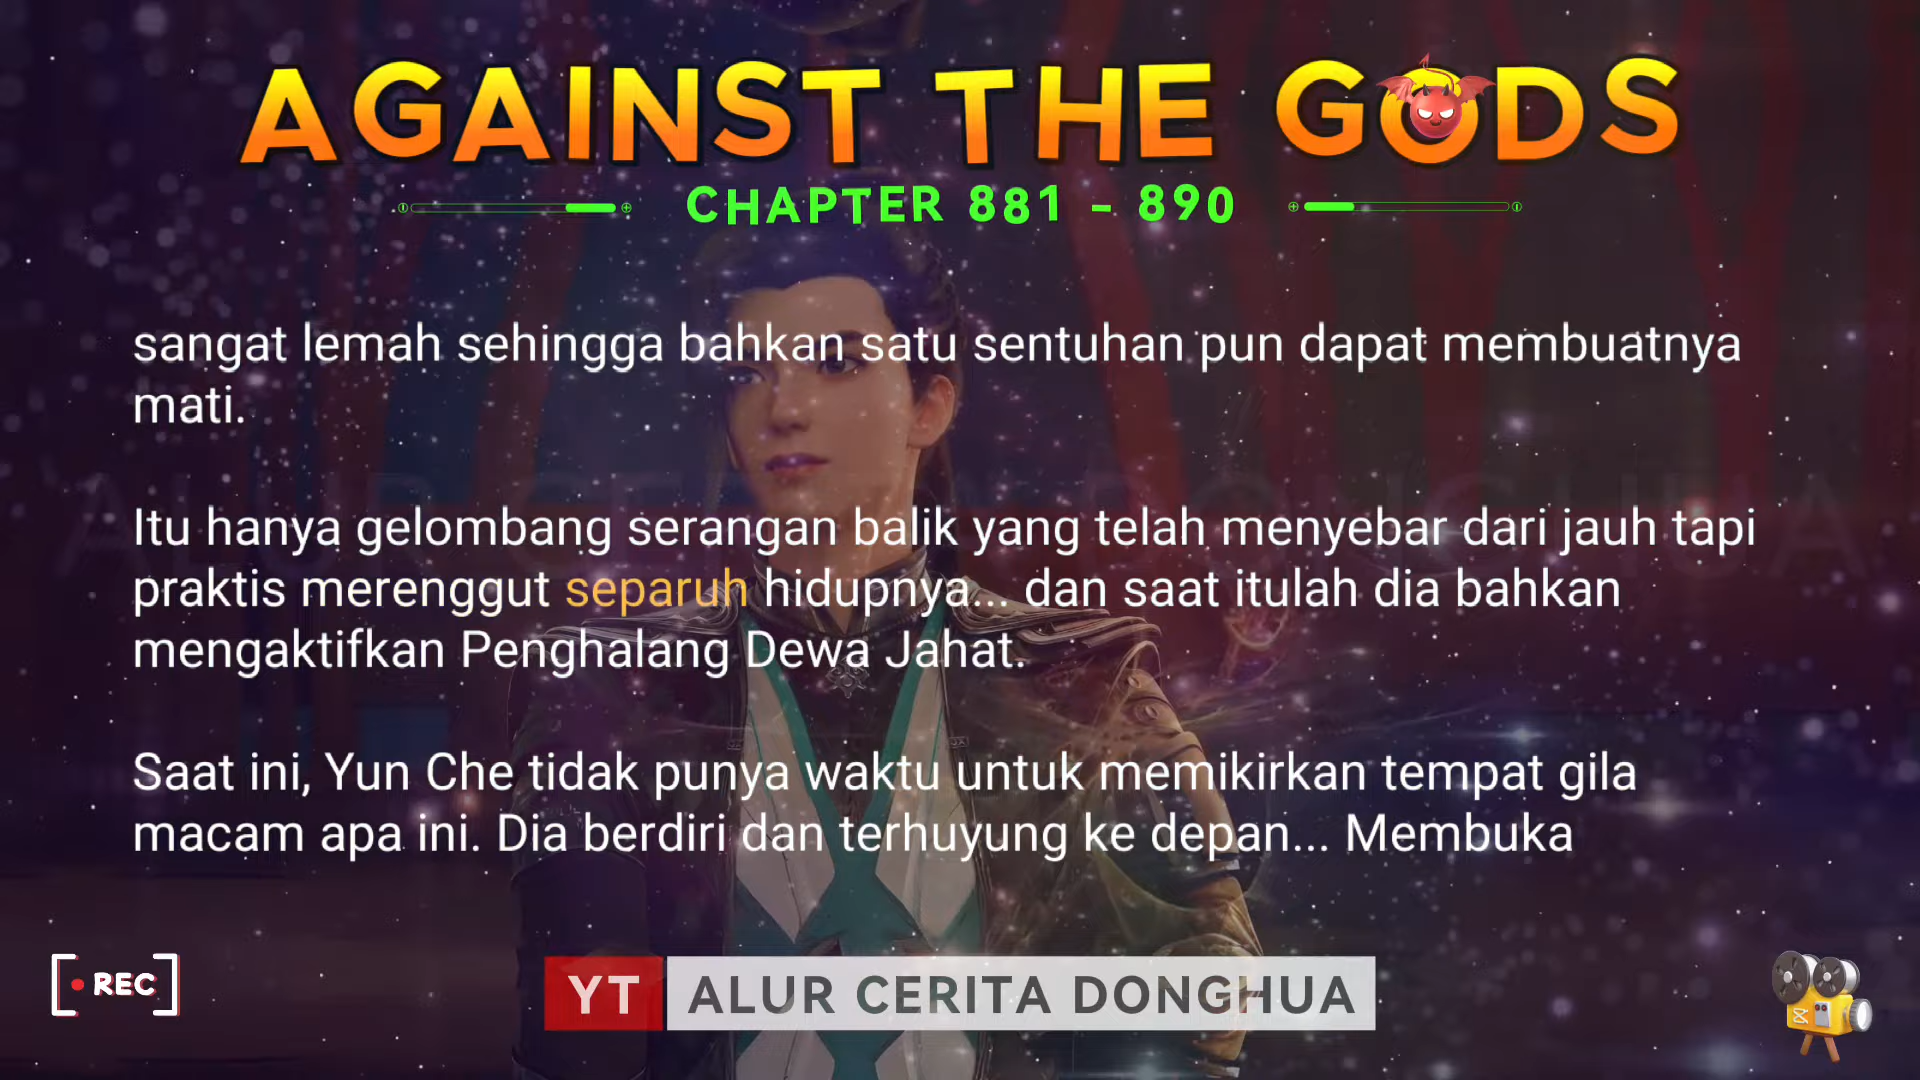 AGAINST THE GODS
CHAPTER 881 - 890
sangat lemah sehingga bahkan satu sentuhan pun dapat membuatnya
mati.
Itu hanya gelombang serangan balik yang telah menyebar dari jauh tapi
praktis merenggut separuh hidupnya... dan saat itulah dia bahkan
mengaktifkan Penghalang Dewa Jahat.
Saat ini, Yun Che tidak punya waktu untuk memikirkan tempat gila
macam apa ini. Dia berdiri dan terhuyung ke depan... Membuka
ALUR CERITA DONGHUA
REC
YT ALUR CERITA DONGHUA